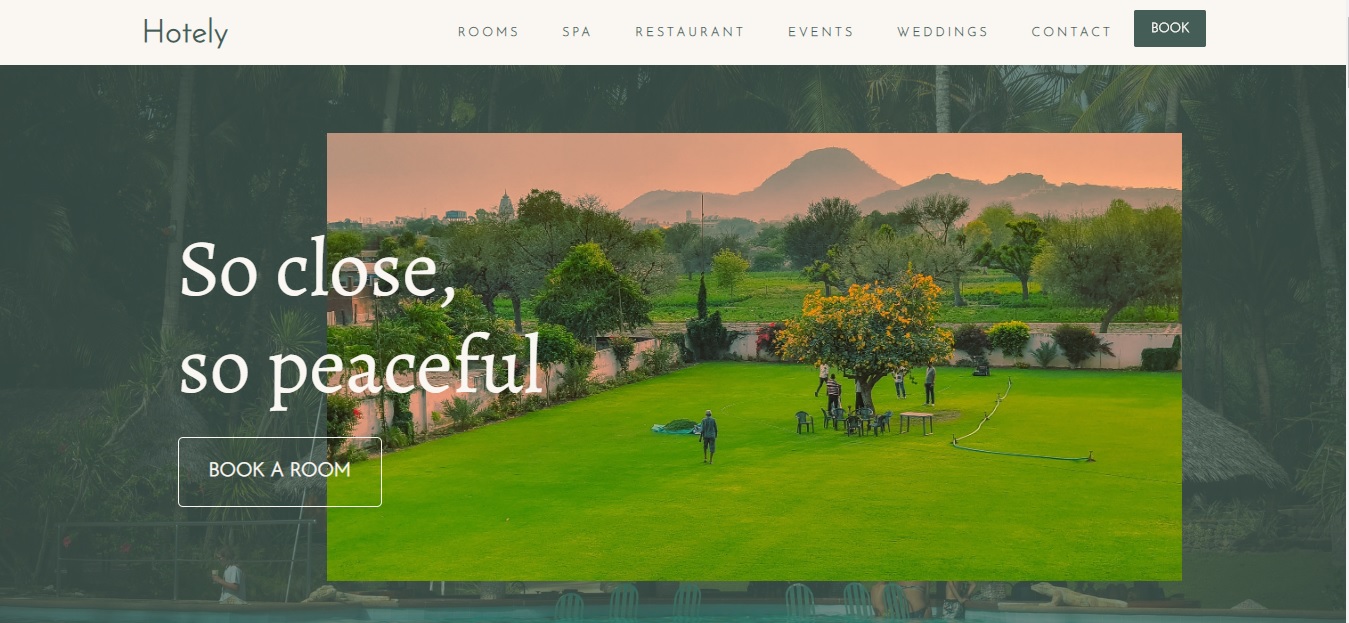 Hotely
ROOMS SPA RESTAURANT EVENTS WEDDINGS CONTACT BOOK
So close,
so peaceful
BOOK A ROOM